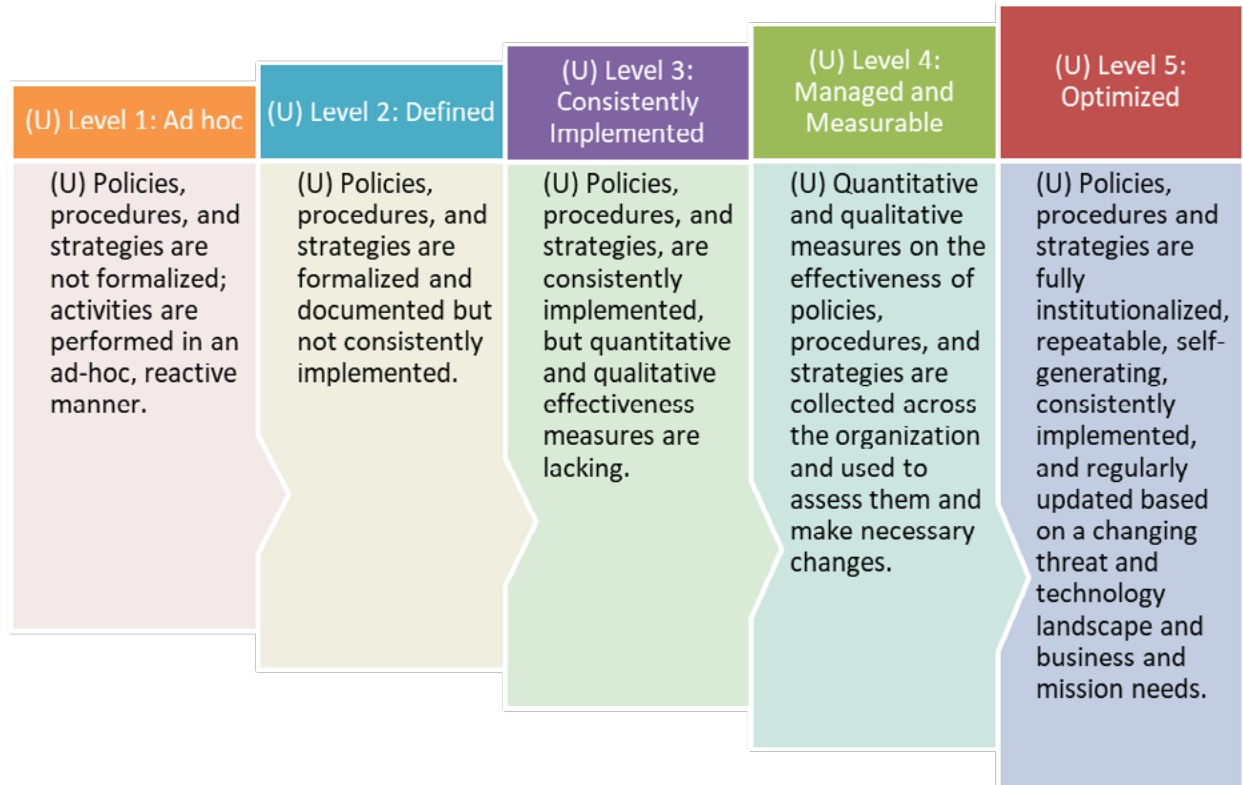 (U) Level 1: Ad hoc
(U) Policies,
procedures, and
strategies are
not formalized;
activities are
performed in an
ad-hoc, reactive
manner.
(U) Level 2: Defined
(U) Policies,
procedures, and
strategies are
formalized and
documented but
not consistently
implemented.
(U) Level 3:
Consistently
Implemented
(U) Policies,
procedures, and
strategies, are
consistently
implemented,
but quantitative
and qualitative
effectiveness
measures are
lacking.
(U) Level 4:
Managed and
Measurable
(U) Quantitative
and qualitative
measures on the
effectiveness of
policies,
procedures, and
strategies are
collected across
the organization
and used to
assess them and
make necessary
changes.
(U) Level 5:
Optimized
(U) Policies,
procedures and
strategies are
fully
institutionalized,
repeatable, self-
generating,
consistently
implemented,
and regularly
updated based
on a changing
threat and
technology
landscape and
business and
mission needs.